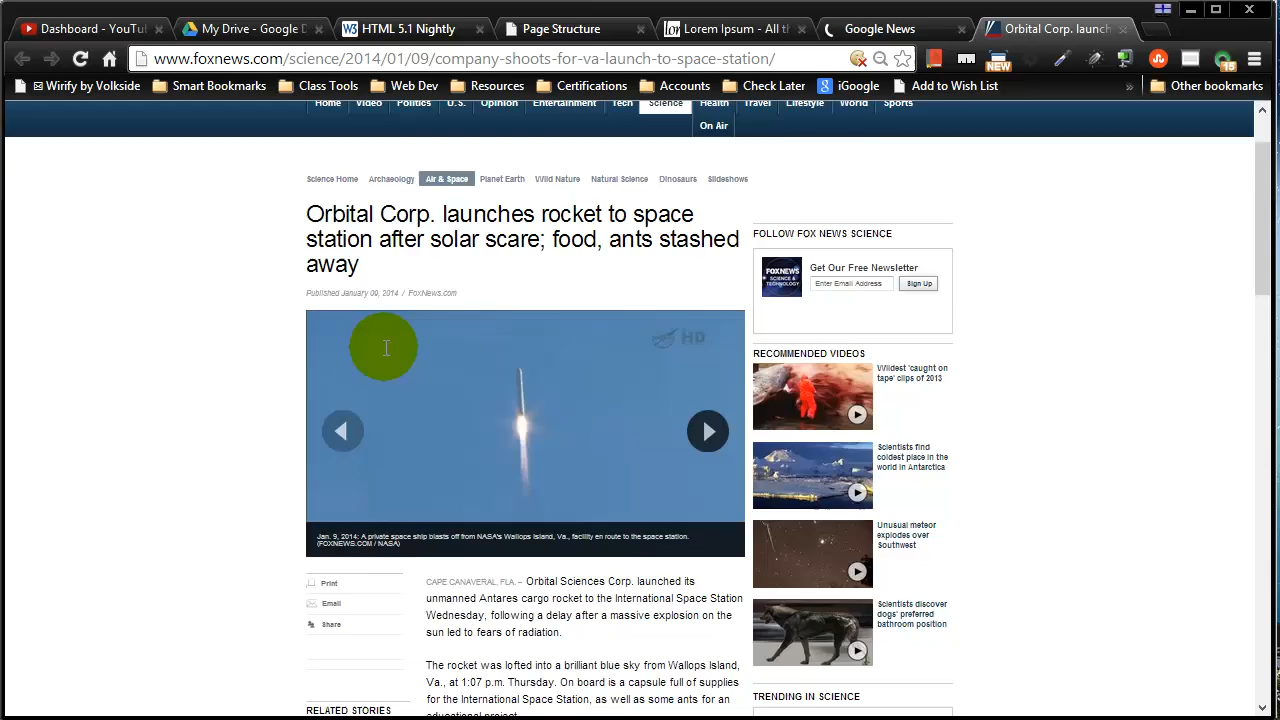 Dashboard - YouTu
My Drive - Google D
HTML 5.1 Nightly
Page Structure
Lorem Ipsum - All th
Google News
Orbital Corp. launch
www.foxnews.com/science/2014/01/09/company-shoots-for-va-launch-to-space-station/
NEW
15
Wirify by Volkside
Smart Bookmarks
Class Tools
Web Dev
Resources
Certifications
Accounts
Check Later
iGoogle
Add to Wish List
»
Other bookmarks
Home
Video
Politics
U.S.
Opinion
Entertainment
Tech
Science
Health
Travel
Lifestyle
World
Sports
On Air
Science Home
Archaeology
Air & Space
Planet Earth
Wild Nature
Natural Science
Dinosaurs
Slideshows
Orbital Corp. launches rocket to space
station after solar scare; food, ants stashed
away
Published January 09, 2014 / FoxNews.com
HD
Jan. 9, 2014: A private space ship blasts off from NASA's Wallops Island, Va., facility en route to the space station.
(FOXNEWS.COM / NASA)
Print
Email
Share
RELATED STORIES
CAPE CANAVERAL, FLA. – Orbital Sciences Corp. launched its
unmanned Antares cargo rocket to the International Space Station
Wednesday, following a delay after a massive explosion on the
sun led to fears of radiation.
The rocket was lofted into a brilliant blue sky from Wallops Island,
Va., at 1:07 p.m. Thursday. On board is a capsule full of supplies
for the International Space Station, as well as some ants for an
educational project.
FOLLOW FOX NEWS SCIENCE
FOXNEWS
SCIENCE &
TECHNOLOGY
Get Our Free Newsletter
Enter Email Address
Sign Up
RECOMMENDED VIDEOS
Wildest 'caught on
tape' clips of 2013
Scientists find
coldest place in the
world in Antarctica
Unusual meteor
explodes over
Southwest
Scientists discover
dogs' preferred
bathroom position
TRENDING IN SCIENCE